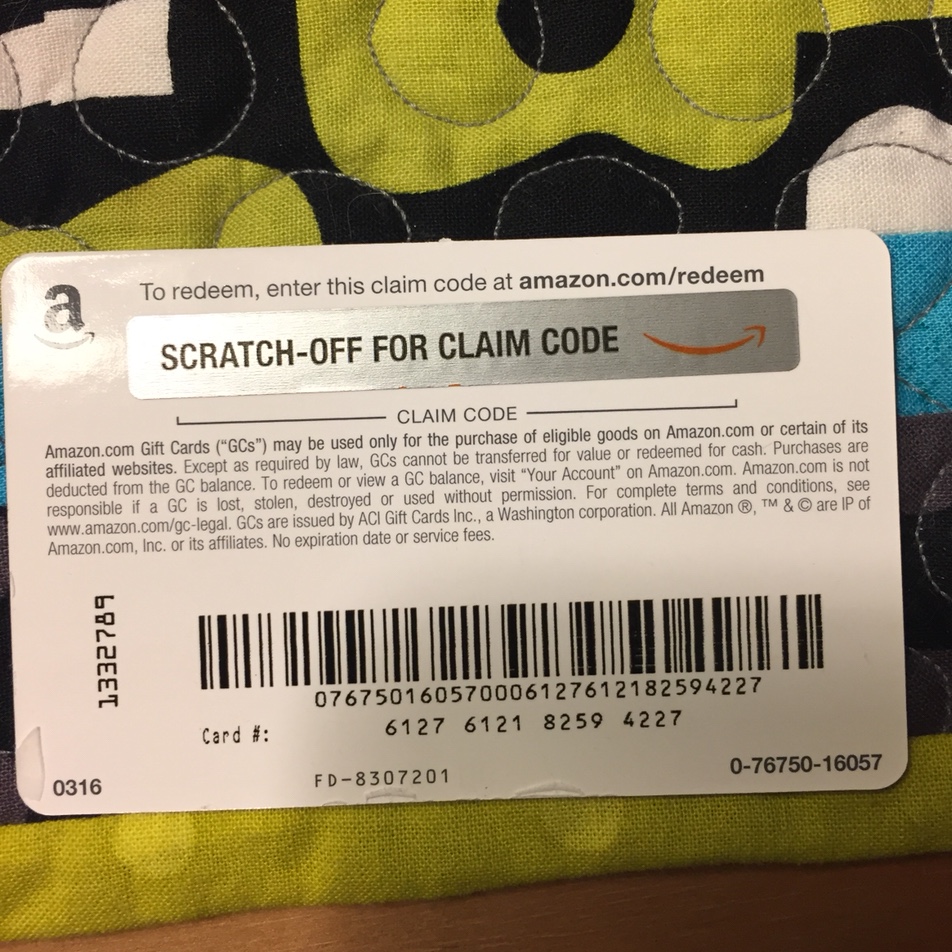 a
To redeem, enter this claim code at amazon.com/redeem
SCRATCH-OFF FOR CLAIM CODE
CLAIM CODE
Amazon.com Gift Cards (“GCs”) may be used only for the purchase of eligible goods on Amazon.com or certain of its
affiliated websites. Except as required by law, GCs cannot be transferred for value or redeemed for cash. Purchases are
deducted from the GC balance. To redeem or view a GC balance, visit “Your Account” on Amazon.com. Amazon.com is not
responsible if a GC is lost, stolen, destroyed or used without permission. For complete terms and conditions, see
www.amazon.com/gc-legal. GCs are issued by ACI Gift Cards Inc., a Washington corporation. All Amazon ®, ™ & © are IP of
Amazon.com, Inc. or its affiliates. No expiration date or service fees.
1332789
076750160570006127612182594227
Card #: 6127 6121 8259 4227
0316
FD-8307201
0-76750-16057